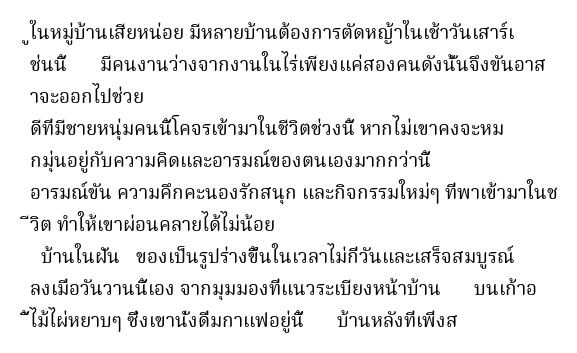 ูในหมู่บ้านเสียหน่อย มีหลายบ้านต้องการตัดหญ้าในเช้าวันเสาร์เ
ช่นนี้ มีคนงานว่างจากงานในไร่เพียงแค่สองคนดังนั้นจึงขันอาส
าจะออกไปช่วย
ดีที่มีชายหนุ่มคนนี้โคจรเข้ามาในชีวิตช่วงนี้ หากไม่เขาคงจะหม
กมุ่นอยู่กับความคิดและอารมณ์ของตนเองมากกว่านี้
อารมณ์ขัน ความคึกคะนองรักสนุก และกิจกรรมใหม่ๆ ที่พาเข้ามาในช
ีวิต ทำให้เขาผ่อนคลายได้ไม่น้อย
บ้านในฝัน ของเป็นรูปร่างขึ้นในเวลาไม่กี่วันและเสร็จสมบูรณ์
ลงเมื่อวันวานนี้เอง จากมุมมองที่แนวระเบียงหน้าบ้าน บนเก้าอ
ี้ไม้ไผ่หยาบๆ ซึ่งเขานั่งดื่มกาแฟอยู่นี้ บ้านหลังที่เพิ่งส